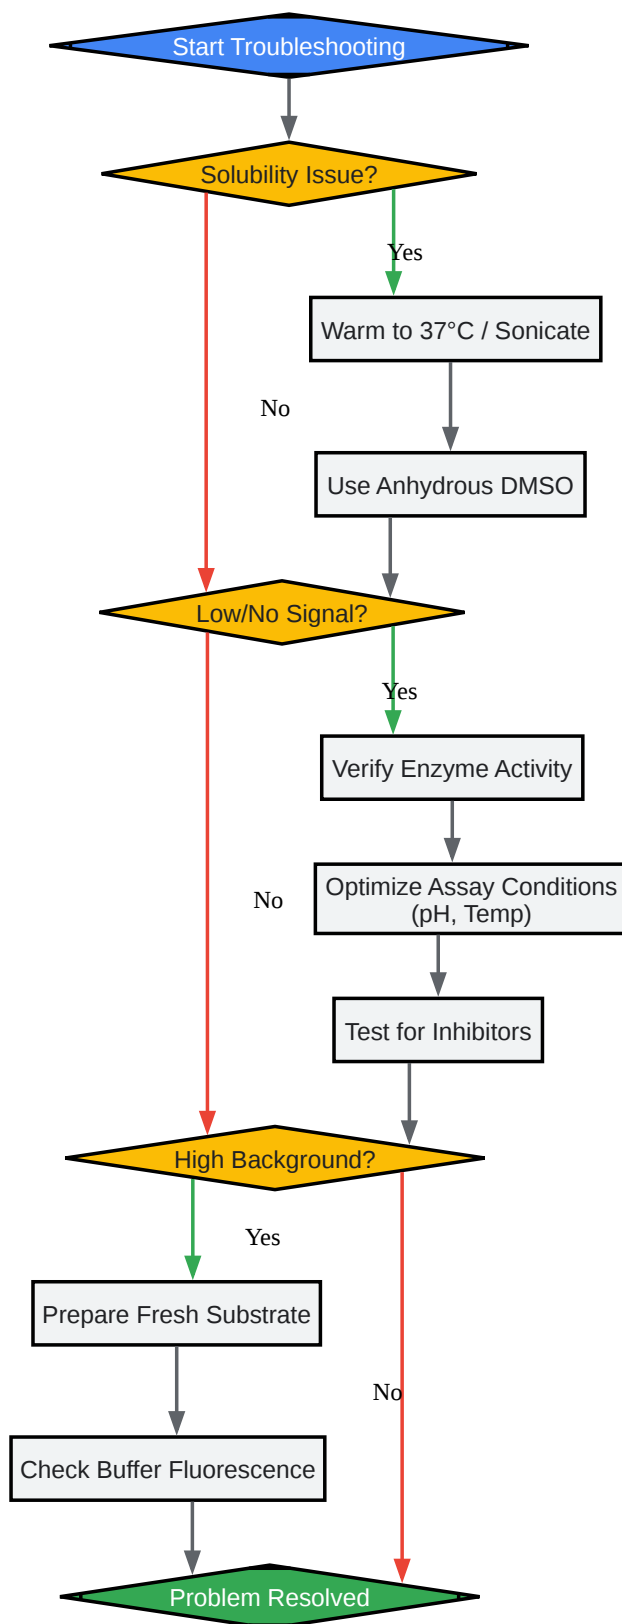 Start Troubleshooting
Solubility Issue?
Yes
Warm to 37°C / Sonicate
No
Use Anhydrous DMSO
Low/No Signal?
Yes
Verify Enzyme Activity
Optimize Assay Conditions
(pH, Temp)
No
Test for Inhibitors
High Background?
Yes
Prepare Fresh Substrate
No
Check Buffer Fluorescence
Problem Resolved